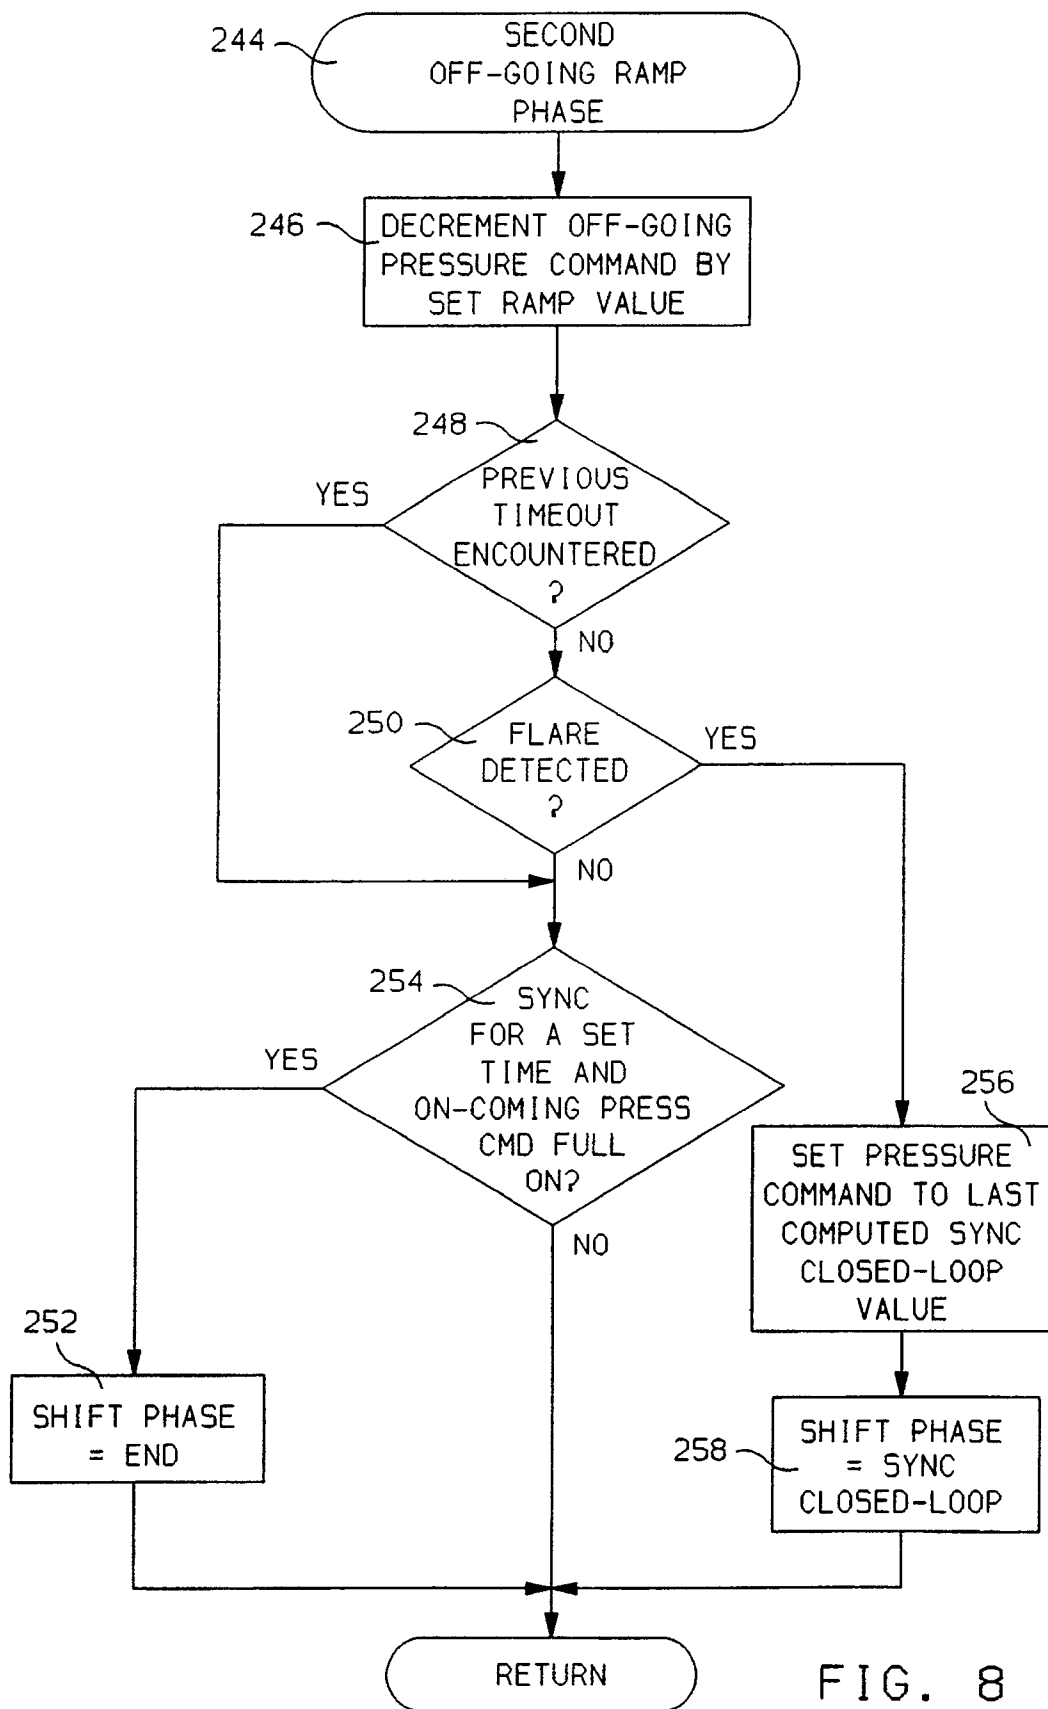 244
SECOND
OFF-GOING RAMP
PHASE
246
DECREMENT OFF-GOING
PRESSURE COMMAND BY
SET RAMP VALUE
248
PREVIOUS
TIMEOUT
ENCOUNTERED
?
YES
NO
250
FLARE
DETECTED
?
YES
NO
254
SYNC
FOR A SET
TIME AND
ON-COMING PRESS
CMD FULL
ON?
YES
NO
256
SET PRESSURE
COMMAND TO LAST
COMPUTED SYNC
CLOSED-LOOP
VALUE
252
SHIFT PHASE
= END
258
SHIFT PHASE
= SYNC
CLOSED-LOOP
RETURN
FIG. 8